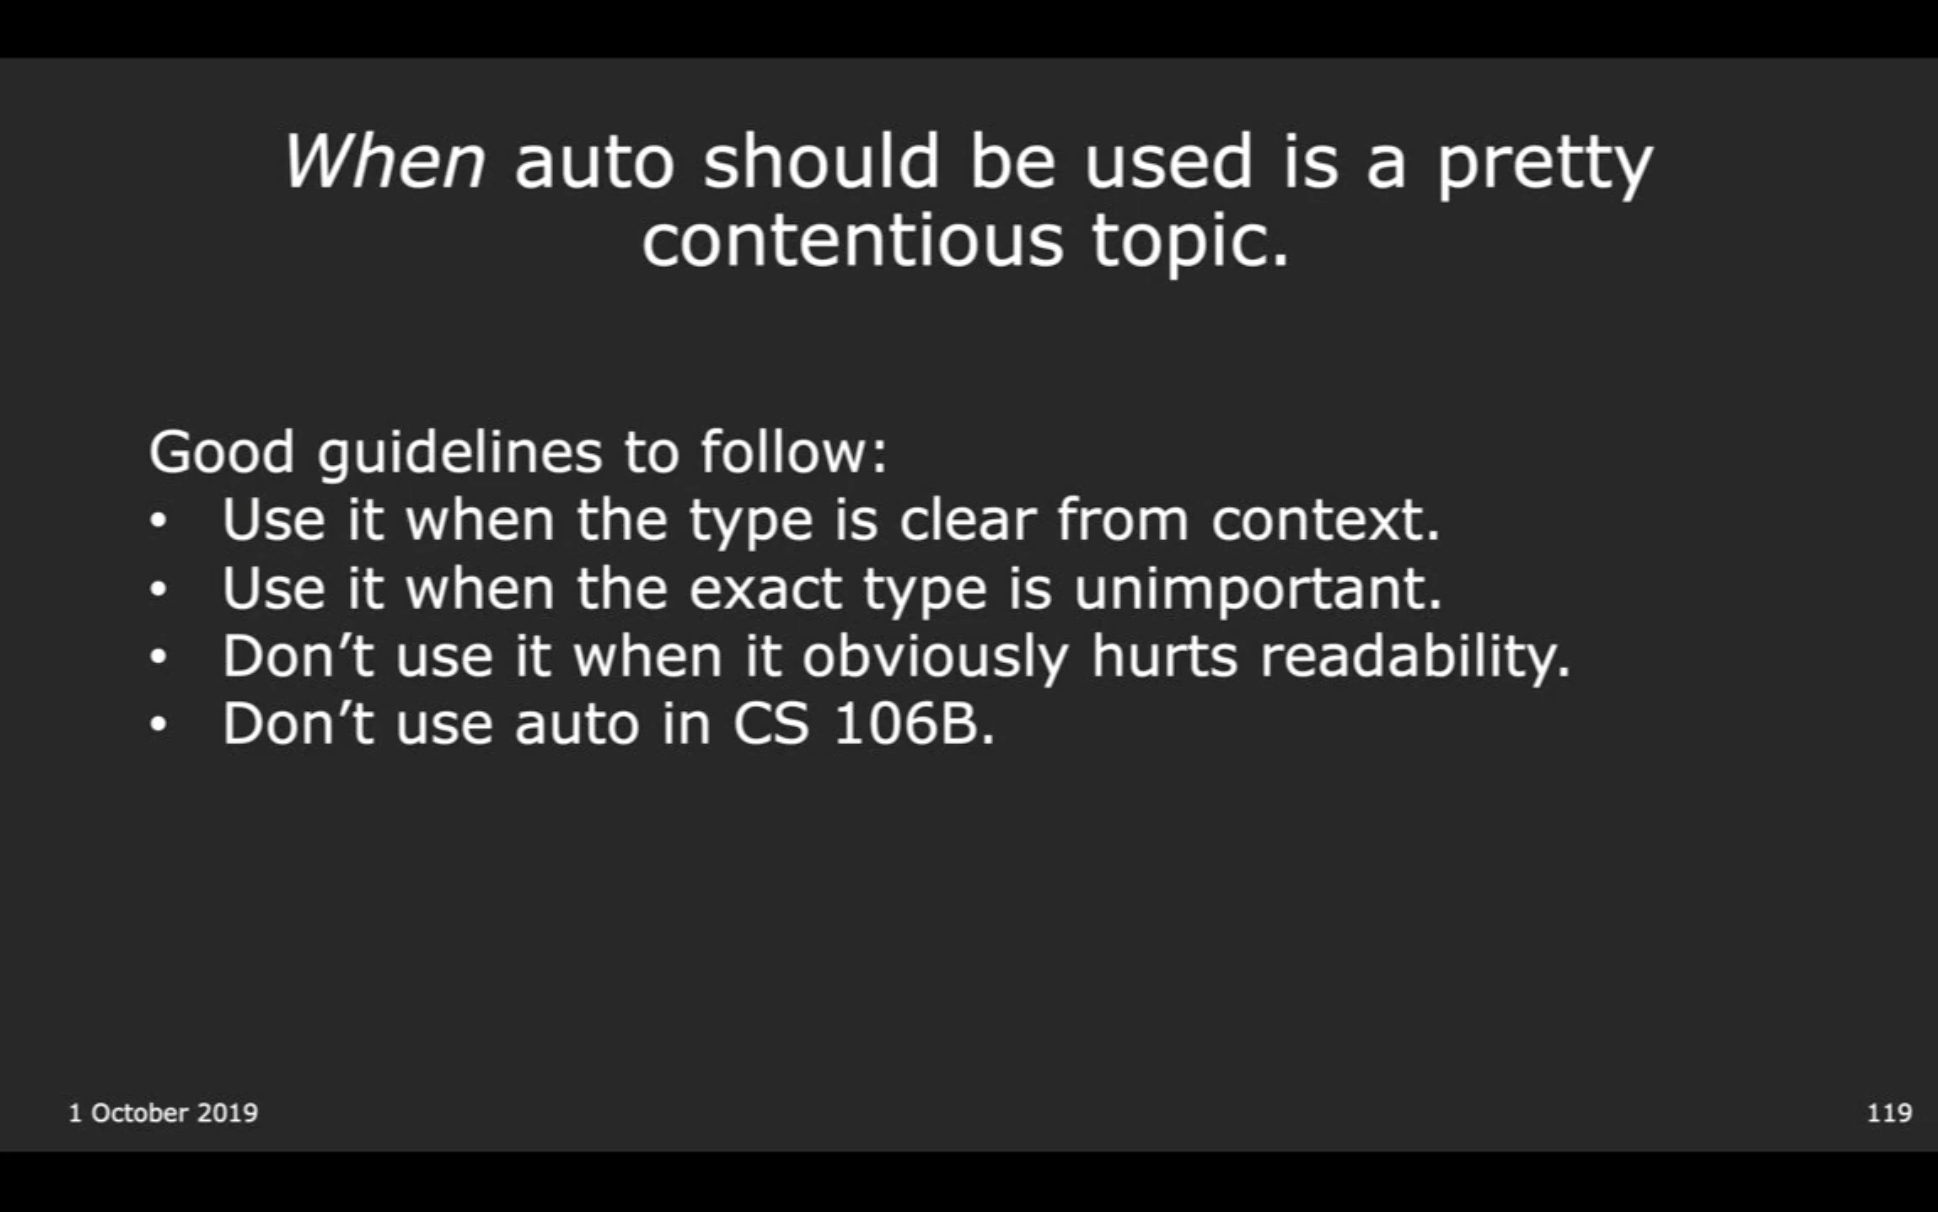 When auto should be used is a pretty
contentious topic.
Good guidelines to follow:
• Use it when the type is clear from context.
• Use it when the exact type is unimportant.
• Don’t use it when it obviously hurts readability.
• Don’t use auto in CS 106B.
1 October 2019
119